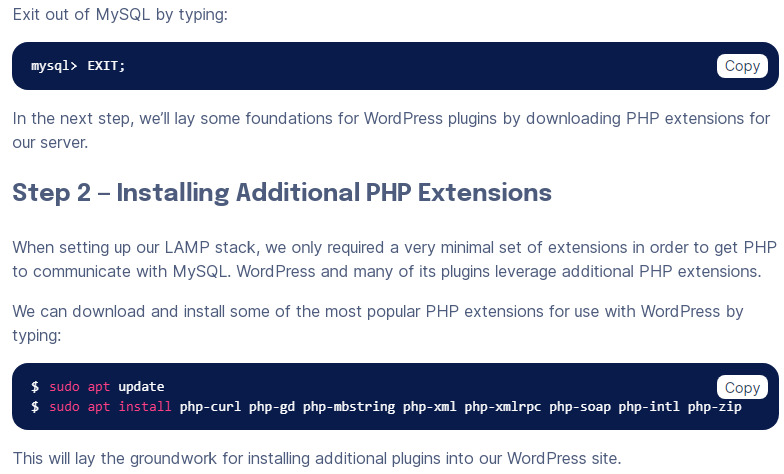 Exit out of MySQL by typing:
mysql> EXIT;
Copy
In the next step, we’ll lay some foundations for WordPress plugins by downloading PHP extensions for
our server.
Step 2 — Installing Additional PHP Extensions
When setting up our LAMP stack, we only required a very minimal set of extensions in order to get PHP
to communicate with MySQL. WordPress and many of its plugins leverage additional PHP extensions.
We can download and install some of the most popular PHP extensions for use with WordPress by
typing:
Copy
$ sudo apt update
$ sudo apt install php-curl php-gd php-mbstring php-xml php-xmlrpc php-soap php-intl php-zip
This will lay the groundwork for installing additional plugins into our WordPress site.